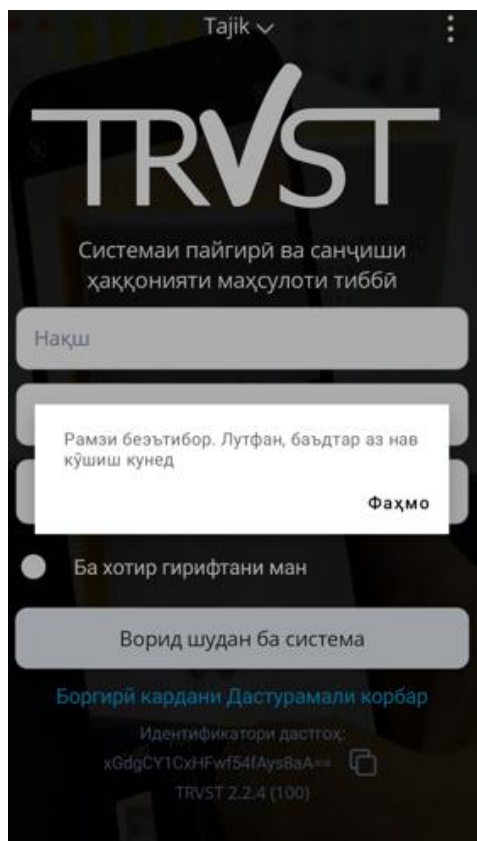 Tajik
TRVST
Системаи пайгирӣ ва санҷиши
ҳаққонияти маҳсулоти тиббӣ
Нақш
Рамзи беэътибор. Лутфан, баъдтар аз нав
кӯшиш кунед
Фаҳмо
Ба хотир гирифтани ман
Ворид шудан ба система
Боргирӣ кардани Дастурамали корбар
Идентификатори дастгоҳ:
xGdgCY1CxHFwf54fAys8aA==
TRVST 2.2.4 (100)